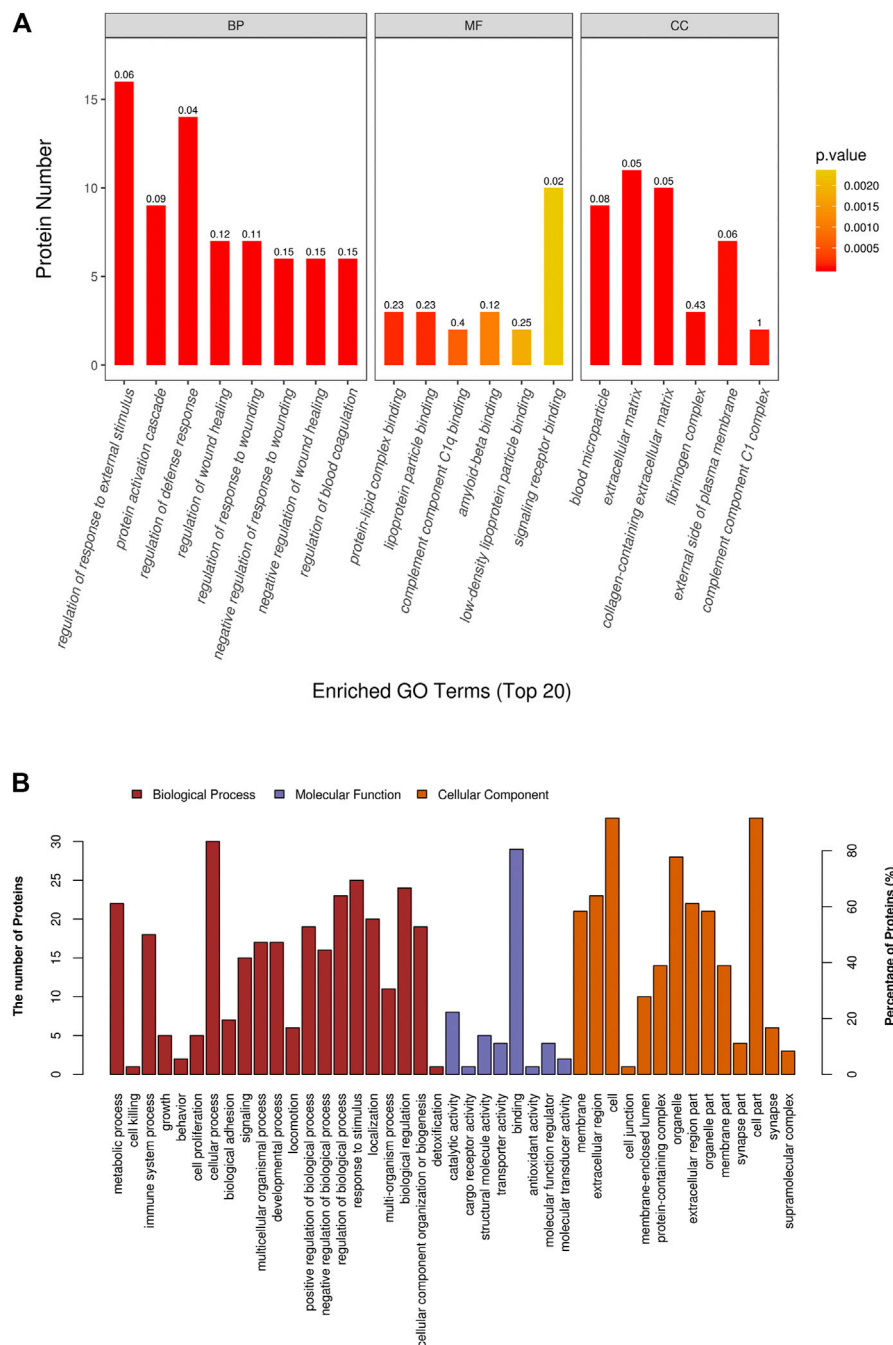 A
BP
MF
CC
Protein Number
15
10
5
0
0.06
0.09
0.04
0.12
0.11
0.15
0.15
0.15
0.23
0.23
0.4
0.12
0.25
0.02
0.08
0.05
0.05
0.43
0.06
1
p.value
0.0020
0.0015
0.0010
0.0005
regulation of response to external stimulus
protein activation cascade
regulation of defense response
regulation of wound healing
regulation of response to wounding
negative regulation of response to wounding
negative regulation of wound healing
regulation of blood coagulation
protein-lipid complex binding
lipoprotein particle binding
complement component C1q binding
amyloid-beta binding
low-density lipoprotein particle binding
signaling receptor binding
blood microparticle
extracellular matrix
collagen-containing extracellular matrix
fibrinogen complex
external side of plasma membrane
complement component C1 complex
Enriched GO Terms (Top 20)
B
Biological Process
Molecular Function
Cellular Component
The number of Proteins
30
25
20
15
10
5
0
Percentage of Proteins (%)
80
60
40
20
0
metabolic process
cell killing
immune system process
growth
behavior
cell proliferation
cellular process
biological adhesion
signaling
multicellular organismal process
developmental process
locomotion
positive regulation of biological process
negative regulation of biological process
regulation of biological process
response to stimulus
localization
multi-organism process
biological regulation
cellular component organization or biogenesis
detoxification
catalytic activity
cargo receptor activity
structural molecule activity
transporter activity
binding
antioxidant activity
molecular function regulator
molecular transducer activity
membrane
extracellular region
cell
cell junction
membrane-enclosed lumen
protein-containing complex
organelle
extracellular region part
organelle part
membrane part
synapse part
cell part
synapse
supramolecular complex